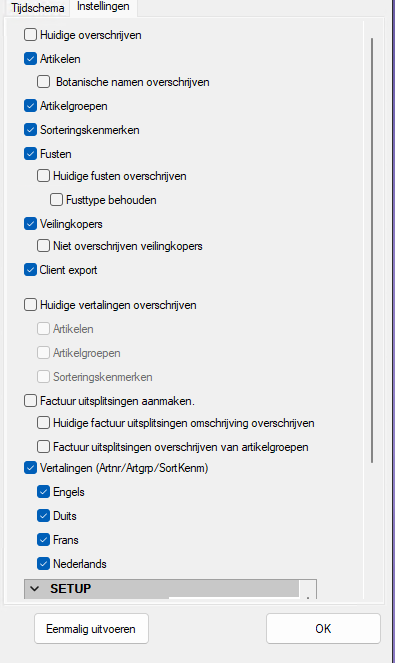 Tijdschema Instellingen
Huidige overschrijven
Artikelen
Botanische namen overschrijven
Artikelgroepen
Sorteringskenmerken
Fusten
Huidige fusten overschrijven
Fusttype behouden
Veilingkopers
Niet overschrijven veilingkopers
Client export
Huidige vertalingen overschrijven
Artikelen
Artikelgroepen
Sorteringskenmerken
Factuur uitsplitsingen aanmaken.
Huidige factuur uitsplitsingen omschrijving overschrijven
Factuur uitsplitsingen overschrijven van artikelgroepen
Vertalingen (Artnr/Artgrp/SortKenm)
Engels
Duits
Frans
Nederlands
SETUP
Eenmalig uitvoeren OK